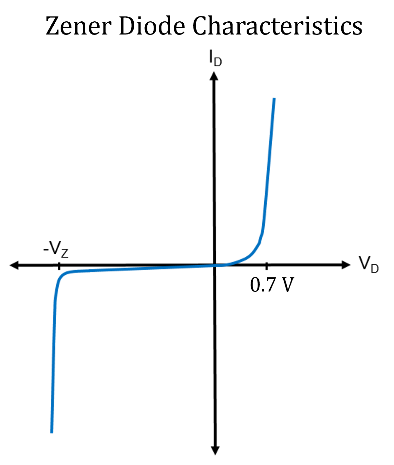 Zener Diode Characteristics
I_D
-V_Z
V_D
0.7 V